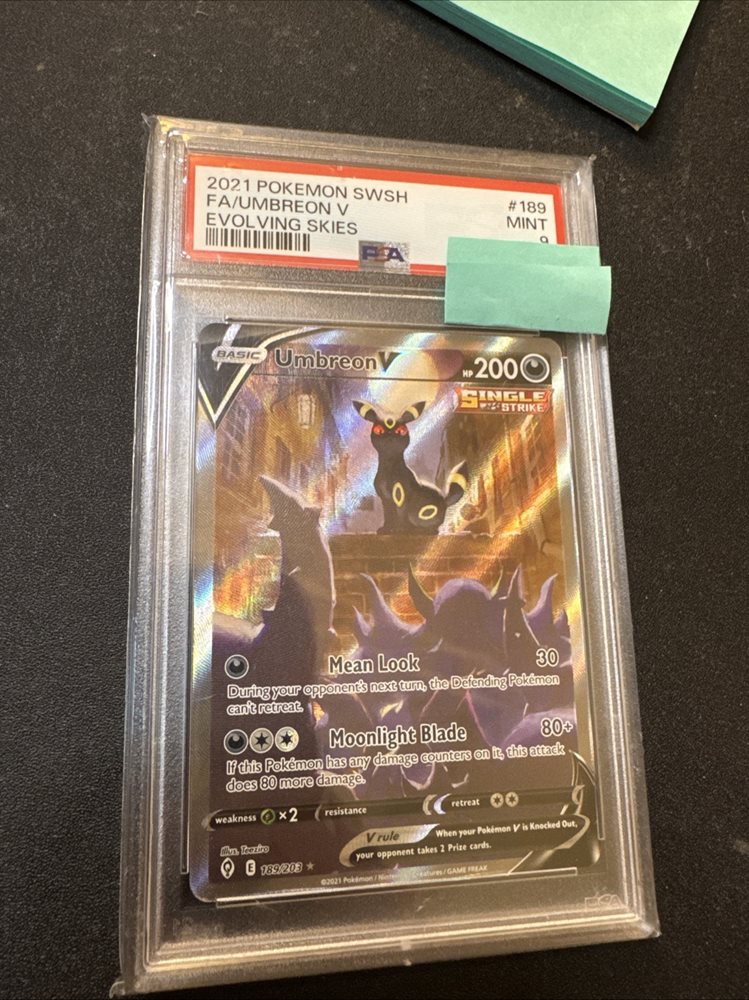 2021 POKEMON SWSH #189
FA/UMBREON V MINT
EVOLVING SKIES 9
PSA
BASIC Umbreon V HP 200
SINGLE
STRIKE
Mean Look 30
During your opponent's next turn, the Defending Pokémon
can't retreat.
Moonlight Blade 80+
If this Pokémon has any damage counters on it, this attack
does 80 more damage.
weakness ×2 resistance retreat
V rule When your Pokémon V is Knocked Out,
your opponent takes 2 Prize cards.
Illus. Teeziro
E 189/203
©2021 Pokémon / Nintendo / Creatures / GAME FREAK